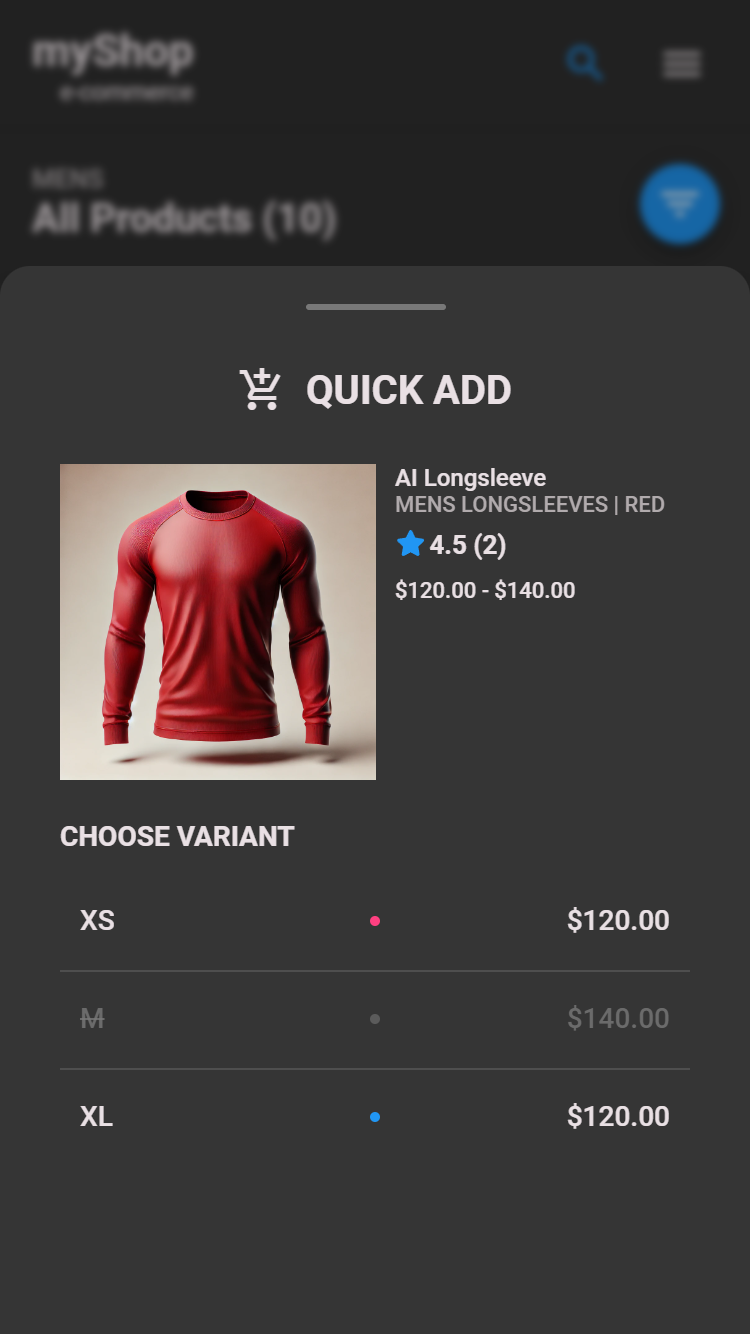 myShop
e-commerce
MENS
All Products (10)
QUICK ADD
AI Longsleeve
MENS LONGSLEEVES | RED
4.5 (2)
$120.00 - $140.00
CHOOSE VARIANT
XS $120.00
M $140.00
XL $120.00